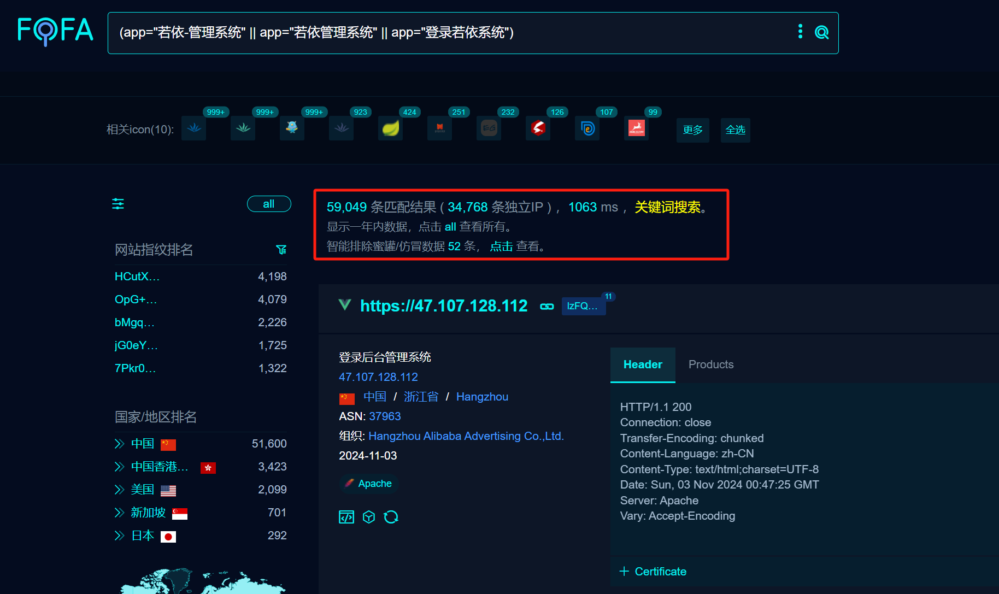 FOFA
(app="若依-管理系统" || app="若依管理系统" || app="登录若依系统")
相关icon(10):
999+
999+
999+
923
424
251
232
126
107
99
EG
更多
全选
all
59,049 条匹配结果 ( 34,768 条独立IP ) ，1063 ms ，关键词搜索。
显示一年内数据，点击 all 查看所有。
智能排除蜜罐/仿冒数据 52 条， 点击 查看。
网站指纹排名
HCutX... 4,198
OpG+... 4,079
bMgq... 2,226
jG0eY... 1,725
7Pkr0... 1,322
国家/地区排名
中国 51,600
中国香港... 3,423
美国 2,099
新加坡 701
日本 292
https://47.107.128.112
lzFQ...
11
登录后台管理系统
47.107.128.112
中国 / 浙江省 / Hangzhou
ASN: 37963
组织: Hangzhou Alibaba Advertising Co.,Ltd.
2024-11-03
Apache
Header Products
HTTP/1.1 200
Connection: close
Transfer-Encoding: chunked
Content-Language: zh-CN
Content-Type: text/html;charset=UTF-8
Date: Sun, 03 Nov 2024 00:47:25 GMT
Server: Apache
Vary: Accept-Encoding
+ Certificate